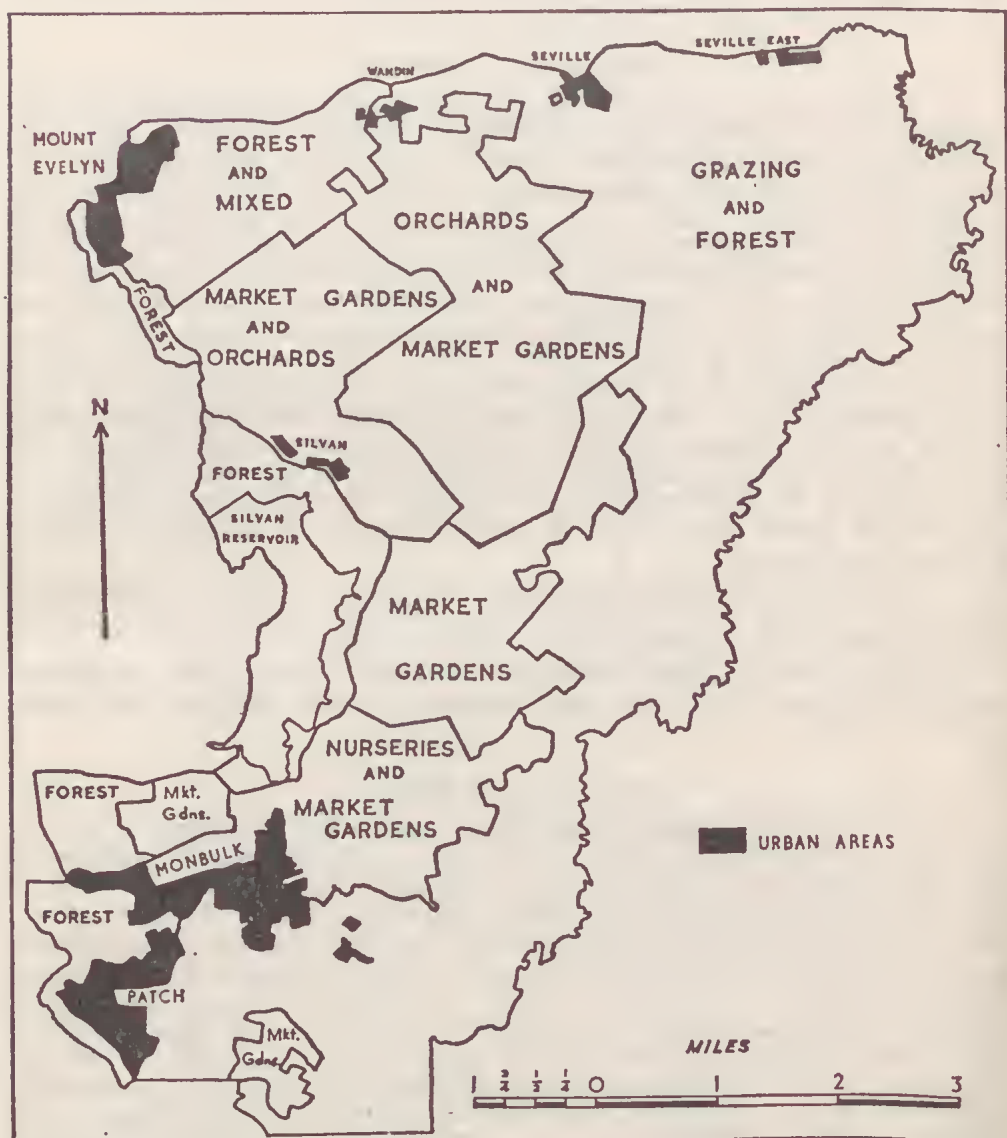 SEVILLE EAST
SEVILLE
WANDIN
MOUNT
EVELYN
FOREST
AND
MIXED
GRAZING
AND
FOREST
ORCHARDS
AND
MARKET GARDENS
MARKET GARDENS
AND
ORCHARDS
FOREST
N
SILVAN
FOREST
SILVAN
RESERVOIR
MARKET
GARDENS
NURSERIES
AND
MARKET
GARDENS
FOREST
Mkt.
Gdns.
MONBULK
URBAN AREAS
FOREST
PATCH
Mkt.
Gdns.
MILES
1 3/4 1/2 1/4 0 1 2 3